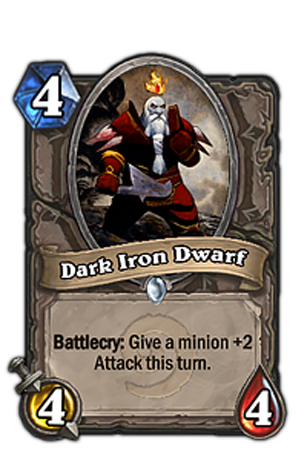 4
Dark Iron Dwarf
Battlecry: Give a minion +2
Attack this turn.
4
4